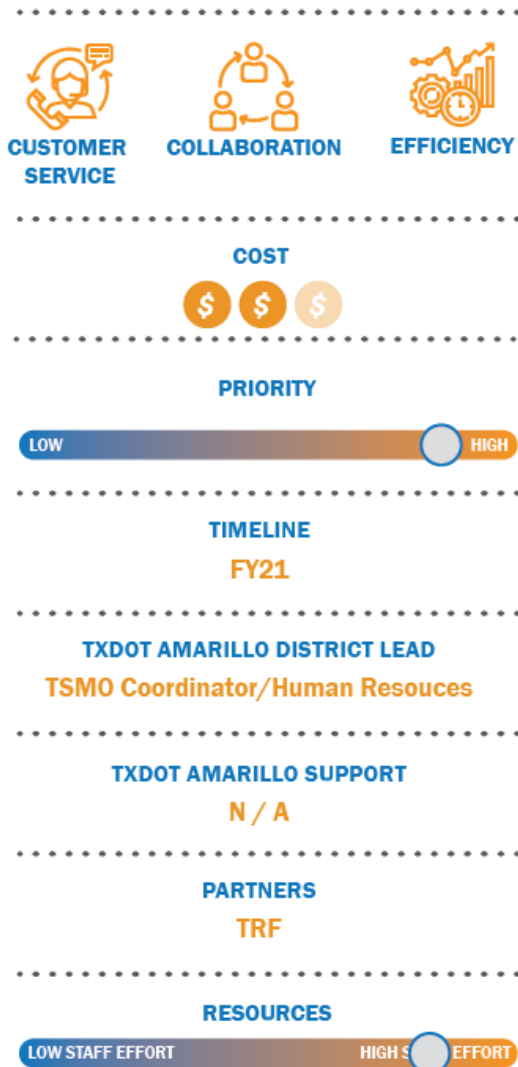 CUSTOMER SERVICE
COLLABORATION
EFFICIENCY
COST
$ $ $
PRIORITY
LOW HIGH
TIMELINE
FY21
TXDOT AMARILLO DISTRICT LEAD
TSMO Coordinator/Human Resouces
TXDOT AMARILLO SUPPORT
N / A
PARTNERS
TRF
RESOURCES
LOW STAFF EFFORT HIGH EFFORT